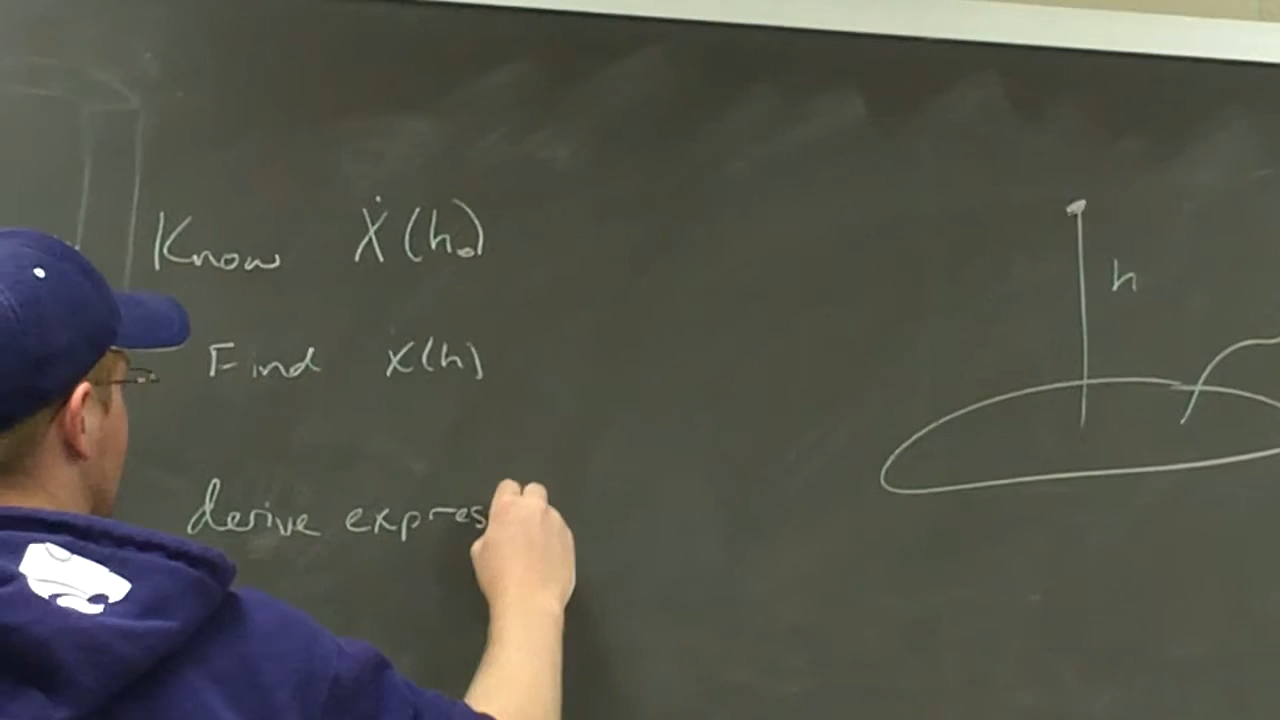 Know Ẋ(h₀)
h
Find ẋ(h)
derive expres